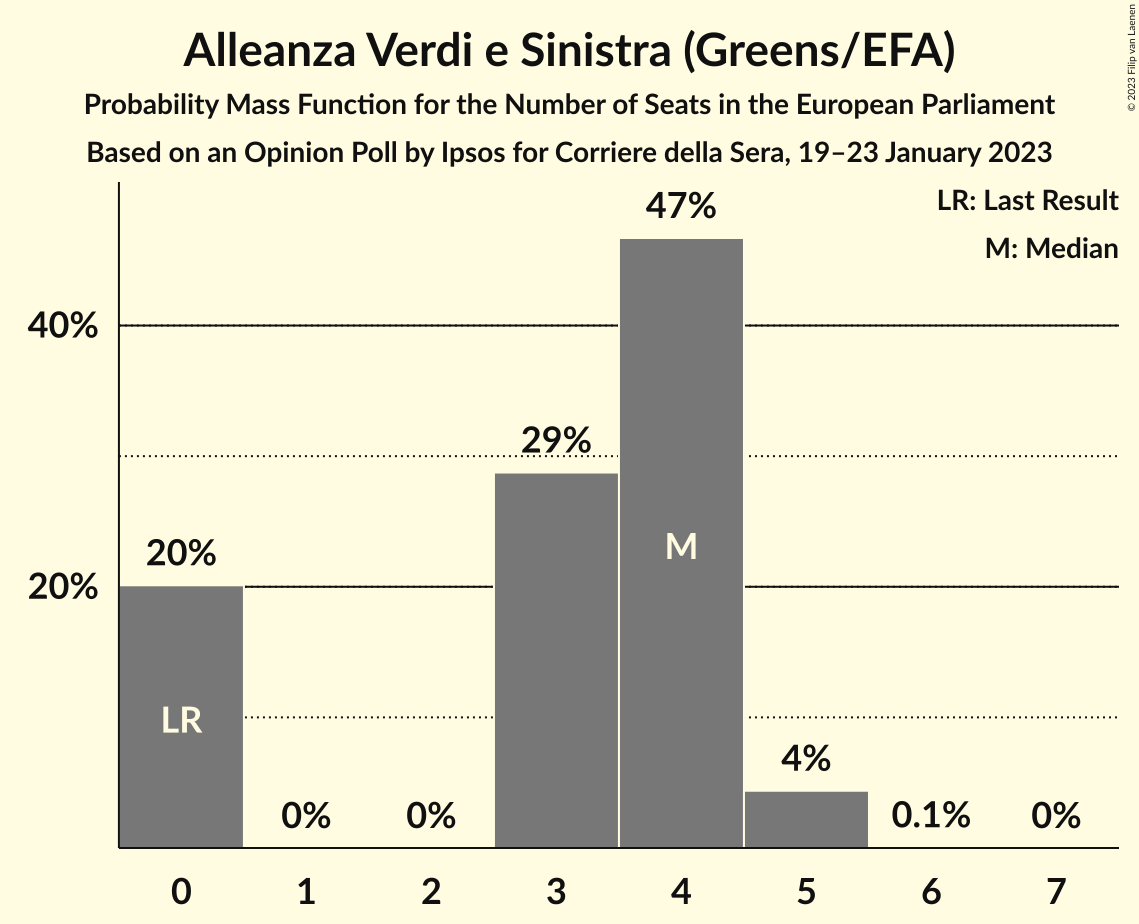 Alleanza Verdi e Sinistra (Greens/EFA)
Probability Mass Function for the Number of Seats in the European Parliament
Based on an Opinion Poll by Ipsos for Corriere della Sera, 19–23 January 2023
© 2023 Filip van Laenen
LR: Last Result
M: Median
47%
40%
29%
M
20%
20%
LR
4%
0%
0%
0.1%
0%
0 1 2 3 4 5 6 7